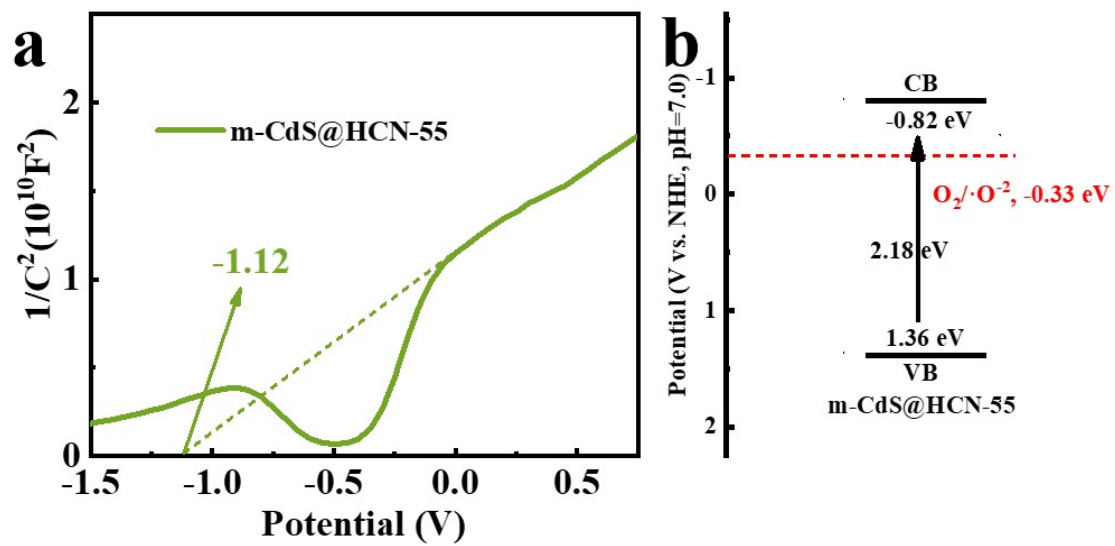 a
1/C²(10¹⁰F²)
2
1
0
m-CdS@HCN-55
-1.12
-1.5
-1.0
-0.5
0.0
0.5
Potential (V)
b
Potential (V vs. NHE, pH=7.0)
-1
0
1
2
CB
-0.82 eV
O₂/·O⁻², -0.33 eV
2.18 eV
1.36 eV
VB
m-CdS@HCN-55